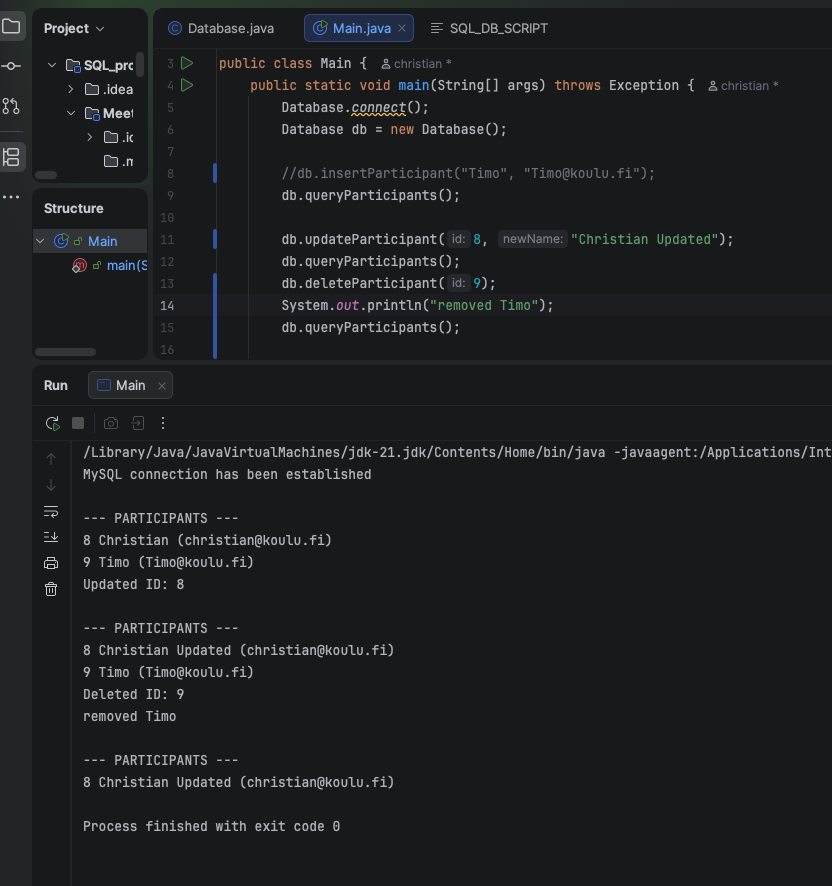 Project
SQL_prc
.idea
Meet
.ic
.m
Structure
Main
main(S
Database.java
Main.java
SQL_DB_SCRIPT
3 public class Main { christian *
4 public static void main(String[] args) throws Exception { christian *
5 Database.connect();
6 Database db = new Database();
7
8 //db.insertParticipant("Timo", "Timo@koulu.fi");
9 db.queryParticipants();
10
11 db.updateParticipant( id: 8, newName: "Christian Updated");
12 db.queryParticipants();
13 db.deleteParticipant( id: 9);
14 System.out.println("removed Timo");
15 db.queryParticipants();
16
Run Main
/Library/Java/JavaVirtualMachines/jdk-21.jdk/Contents/Home/bin/java -javaagent:/Applications/Int
MySQL connection has been established
--- PARTICIPANTS ---
8 Christian (christian@koulu.fi)
9 Timo (Timo@koulu.fi)
Updated ID: 8
--- PARTICIPANTS ---
8 Christian Updated (christian@koulu.fi)
9 Timo (Timo@koulu.fi)
Deleted ID: 9
removed Timo
--- PARTICIPANTS ---
8 Christian Updated (christian@koulu.fi)
Process finished with exit code 0